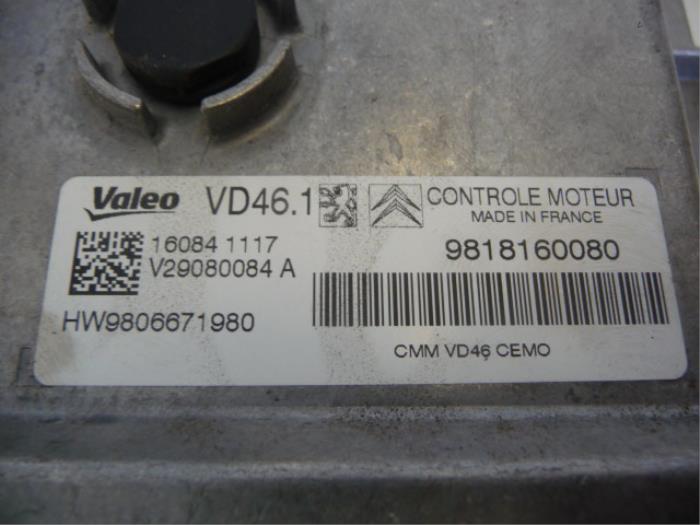 Valeo VD46.1 CONTROLE MOTEUR
MADE IN FRANCE
16084 1117
V29080084 A
9818160080
HW9806671980
CMM VD46 CEMO